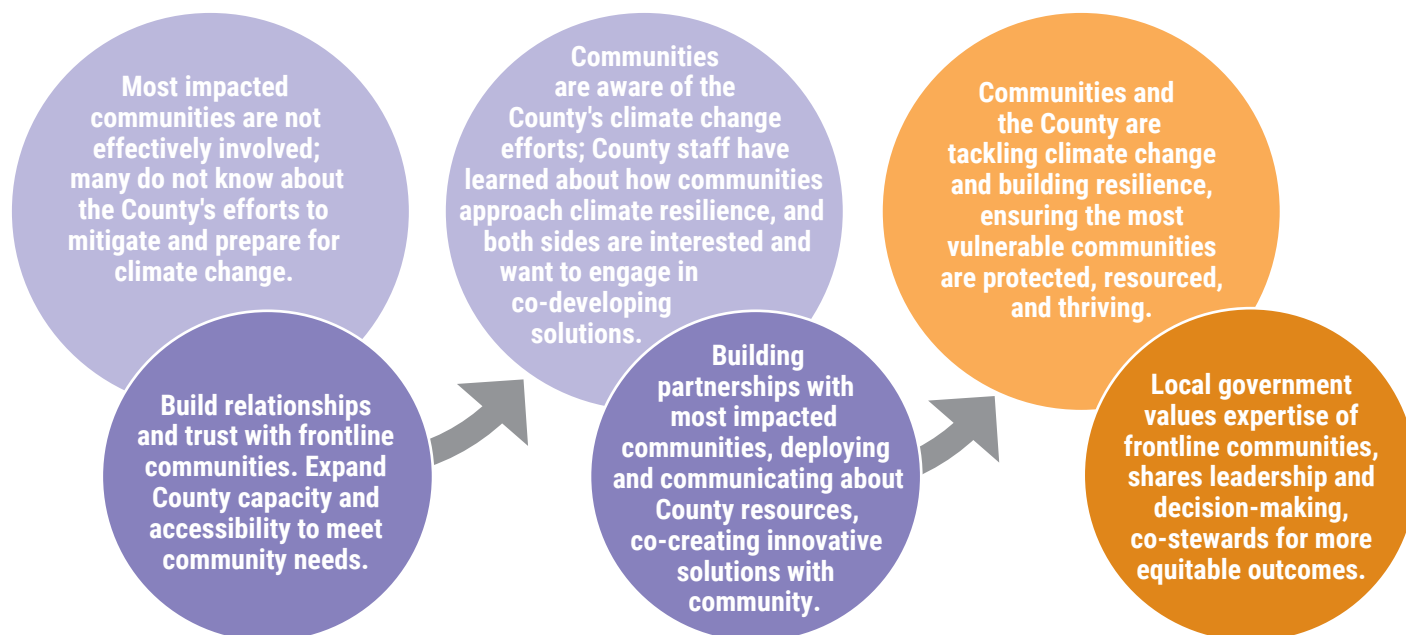 Most impacted
communities are not
effectively involved;
many do not know about
the County's efforts to
mitigate and prepare for
climate change.
Build relationships
and trust with frontline
communities. Expand
County capacity and
accessibility to meet
community needs.
Communities
are aware of the
County's climate change
efforts; County staff have
learned about how communities
approach climate resilience, and
both sides are interested and
want to engage in
co-developing
solutions.
Building
partnerships with
most impacted
communities, deploying
and communicating about
County resources,
co-creating innovative
solutions with
community.
Communities and
the County are
tackling climate change
and building resilience,
ensuring the most
vulnerable communities
are protected, resourced,
and thriving.
Local government
values expertise of
frontline communities,
shares leadership and
decision-making,
co-stewards for more
equitable outcomes.